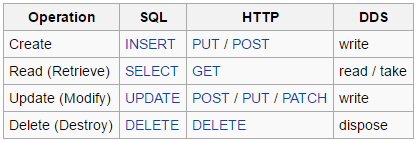 Operation SQL HTTP DDS
Create INSERT PUT / POST write
Read (Retrieve) SELECT GET read / take
Update (Modify) UPDATE POST / PUT / PATCH write
Delete (Destroy) DELETE DELETE dispose